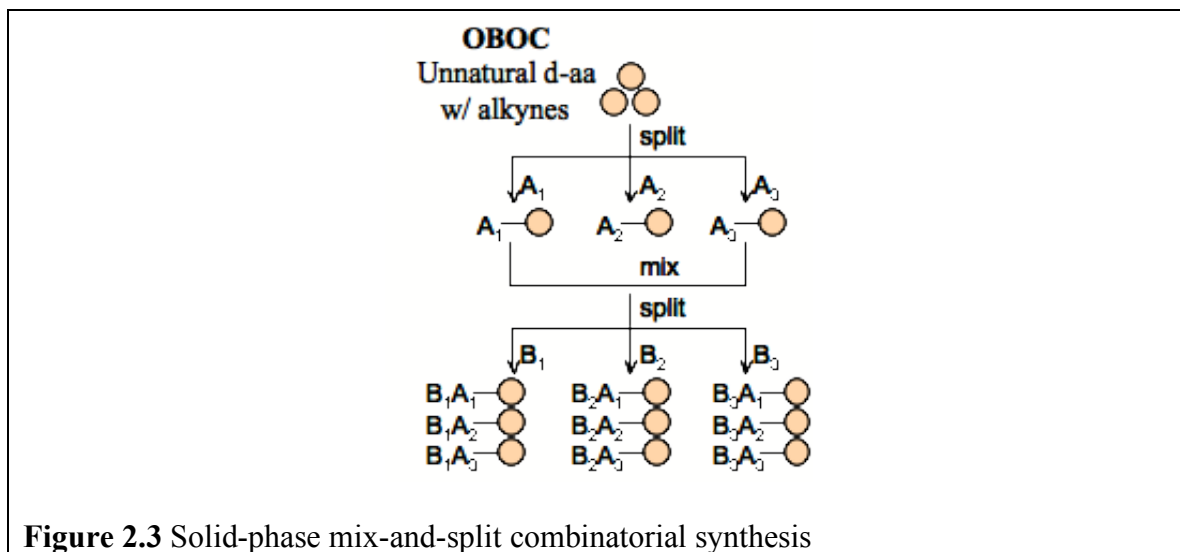 OBOC
Unnatural d-aa
w/ alkynes
split
A₁ A₂ A₃
A₁ A₂ A₃
mix
split
B₁ B₂ B₃
B₁A₁ B₂A₁ B₃A₁
B₁A₂ B₂A₂ B₃A₂
B₁A₃ B₂A₃ B₃A₃
Figure 2.3 Solid-phase mix-and-split combinatorial synthesis